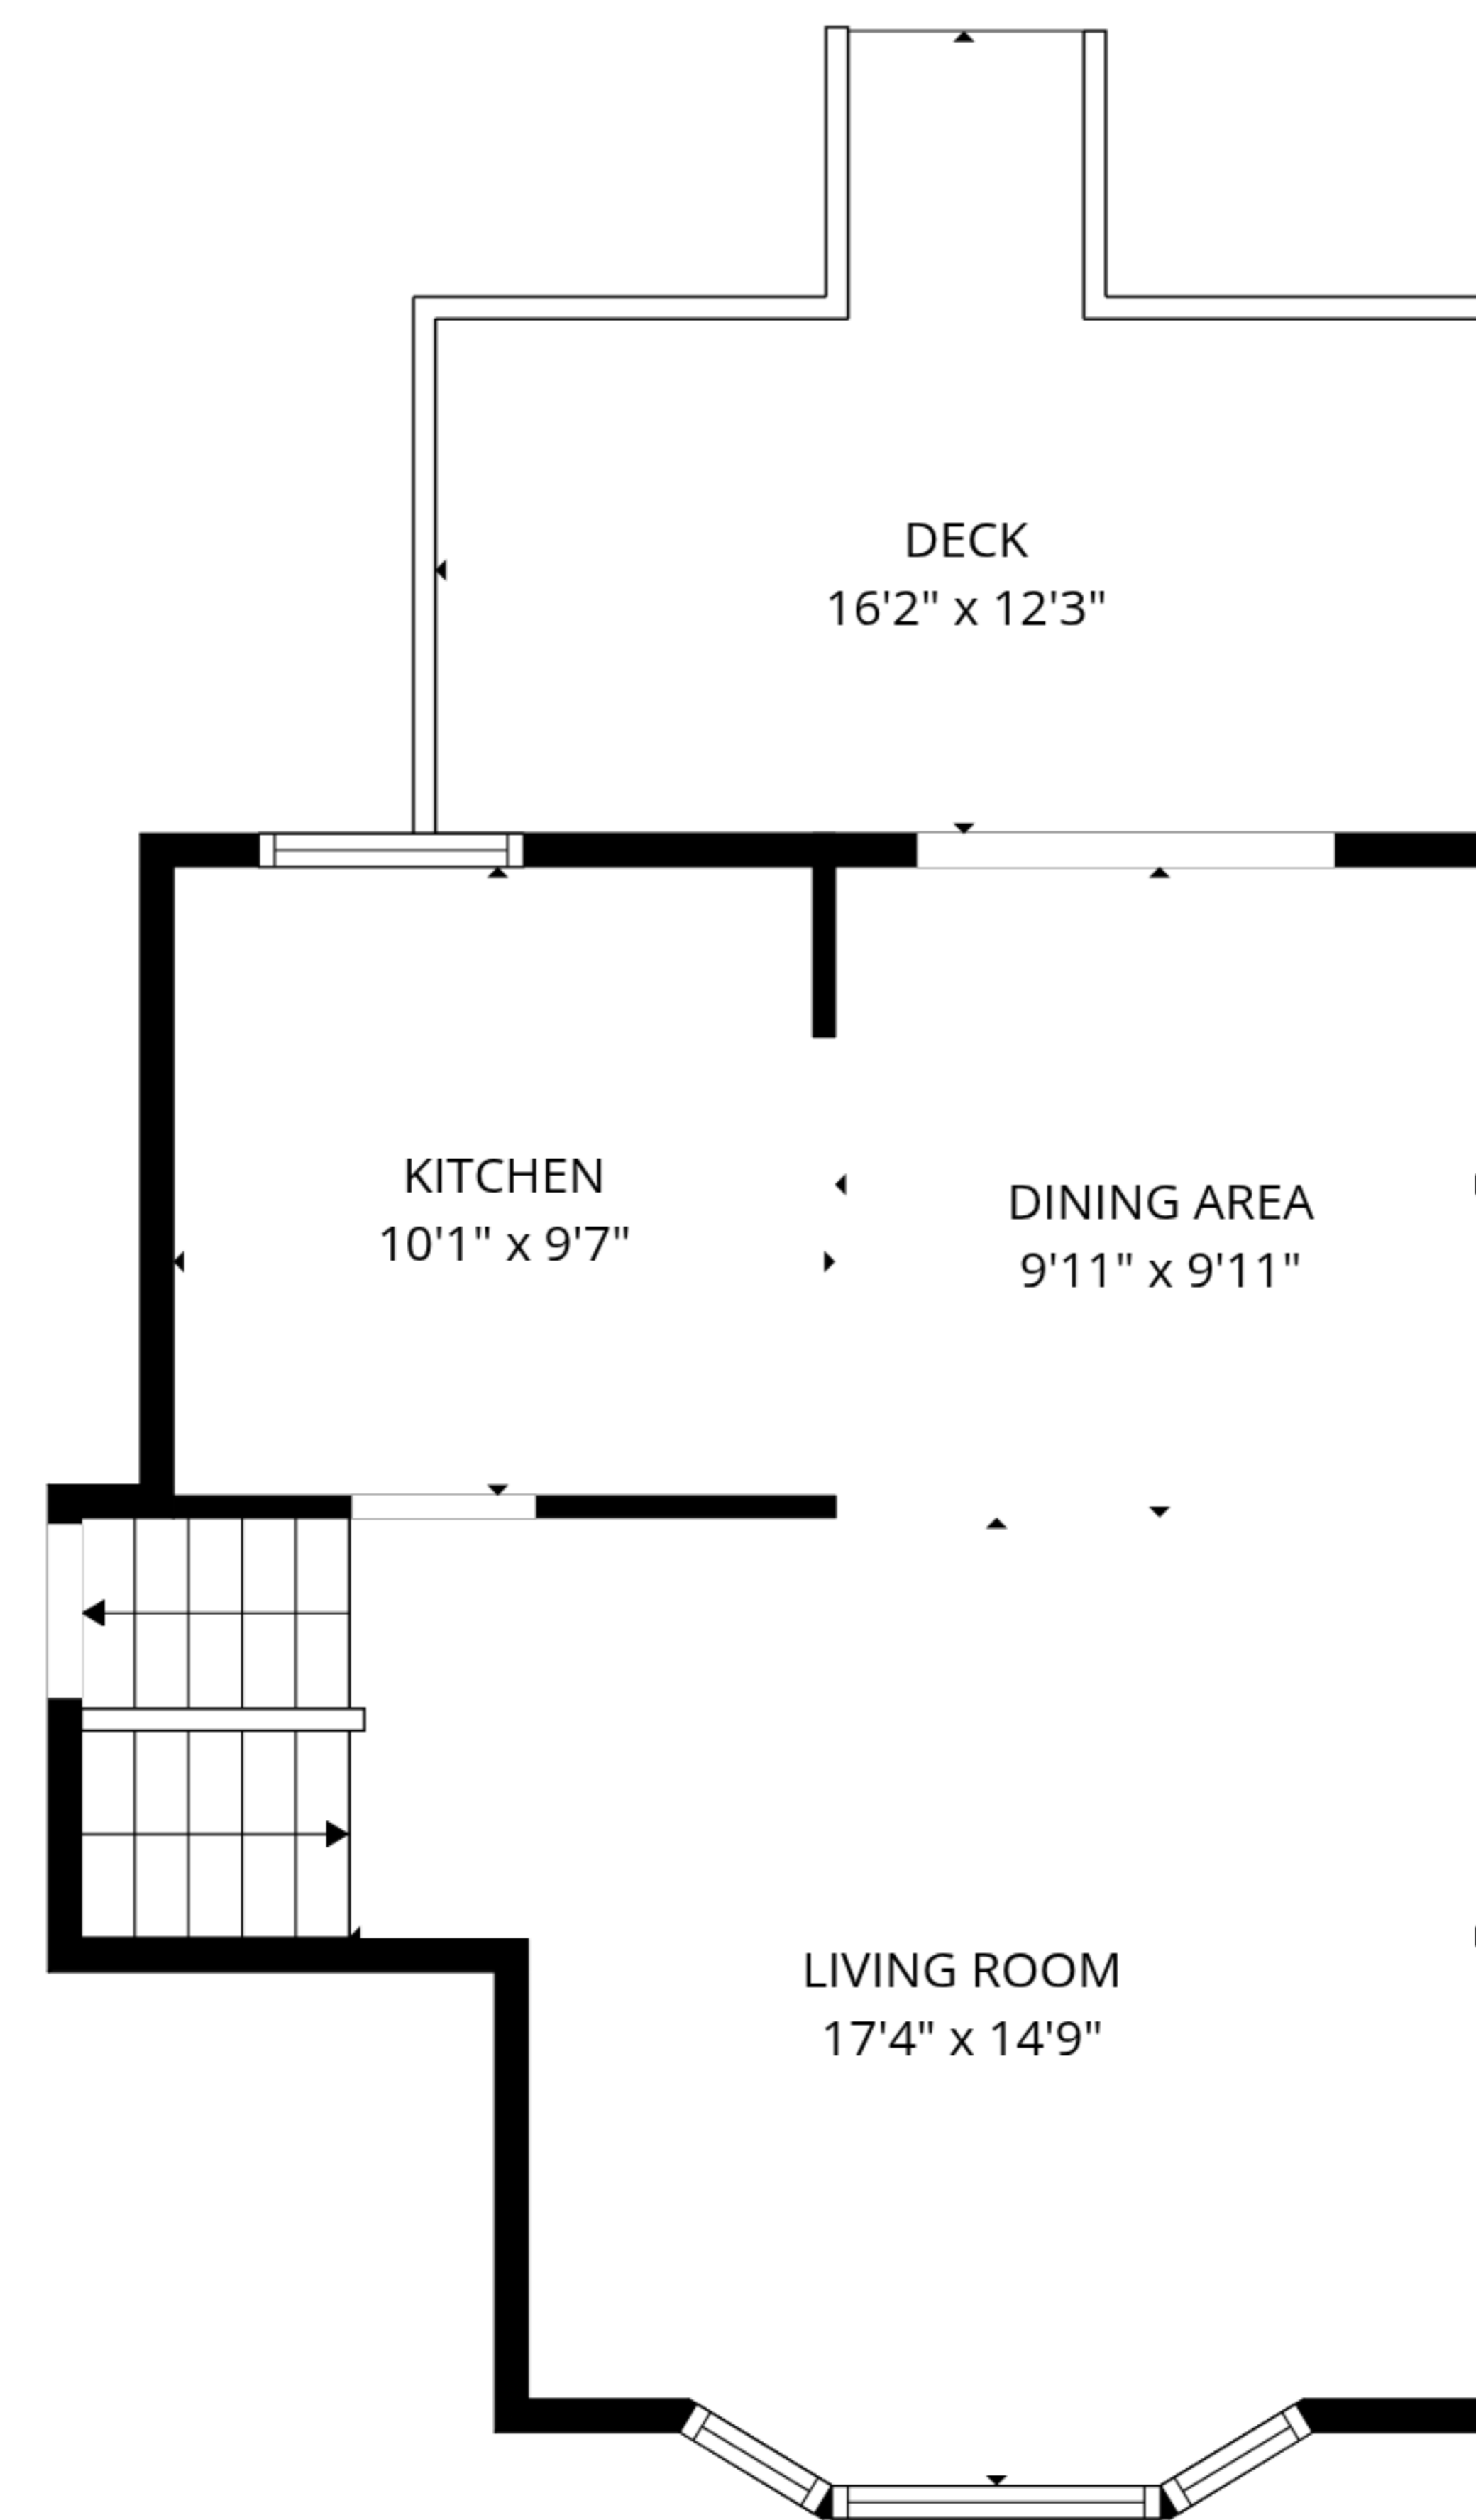 DECK
16'2" x 12'3"
KITCHEN
10'1" x 9'7"
DINING AREA
9'11" x 9'11"
LIVING ROOM
17'4" x 14'9"